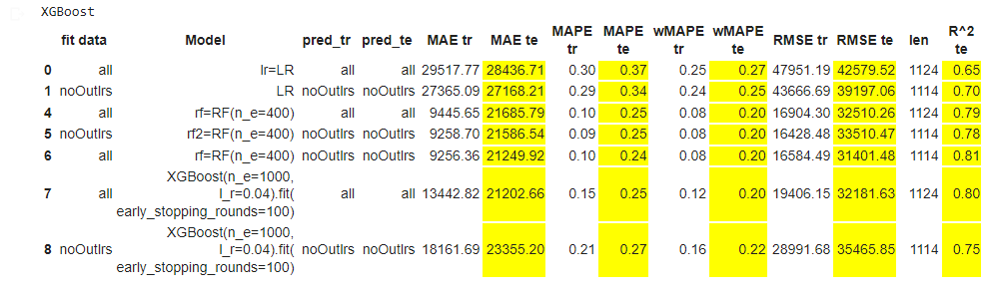 XGBoost
fit data Model pred_tr pred_te MAE tr MAE te MAPE tr MAPE te wMAPE tr wMAPE te RMSE tr RMSE te len R^2 te
0 all lr=LR all all 29517.77 28436.71 0.30 0.37 0.25 0.27 47951.19 42579.52 1124 0.65
1 noOutlrs LR noOutlrs noOutlrs 27365.09 27168.21 0.29 0.34 0.24 0.25 43666.69 39197.06 1114 0.70
4 all rf=RF(n_e=400) all all 9445.65 21685.79 0.10 0.25 0.08 0.20 16904.30 32510.26 1124 0.79
5 noOutlrs rf2=RF(n_e=400) noOutlrs noOutlrs 9258.70 21586.54 0.09 0.25 0.08 0.20 16428.48 33510.47 1114 0.78
6 all rf=RF(n_e=400) noOutlrs noOutlrs 9256.36 21249.92 0.10 0.24 0.08 0.20 16584.49 31401.48 1114 0.81
XGBoost(n_e=1000,
7 all l_r=0.04).fit( all all 13442.82 21202.66 0.15 0.25 0.12 0.20 19406.15 32181.63 1124 0.80
early_stopping_rounds=100)
XGBoost(n_e=1000,
8 noOutlrs l_r=0.04).fit( noOutlrs noOutlrs 18161.69 23355.20 0.21 0.27 0.16 0.22 28991.68 35465.85 1114 0.75
early_stopping_rounds=100)